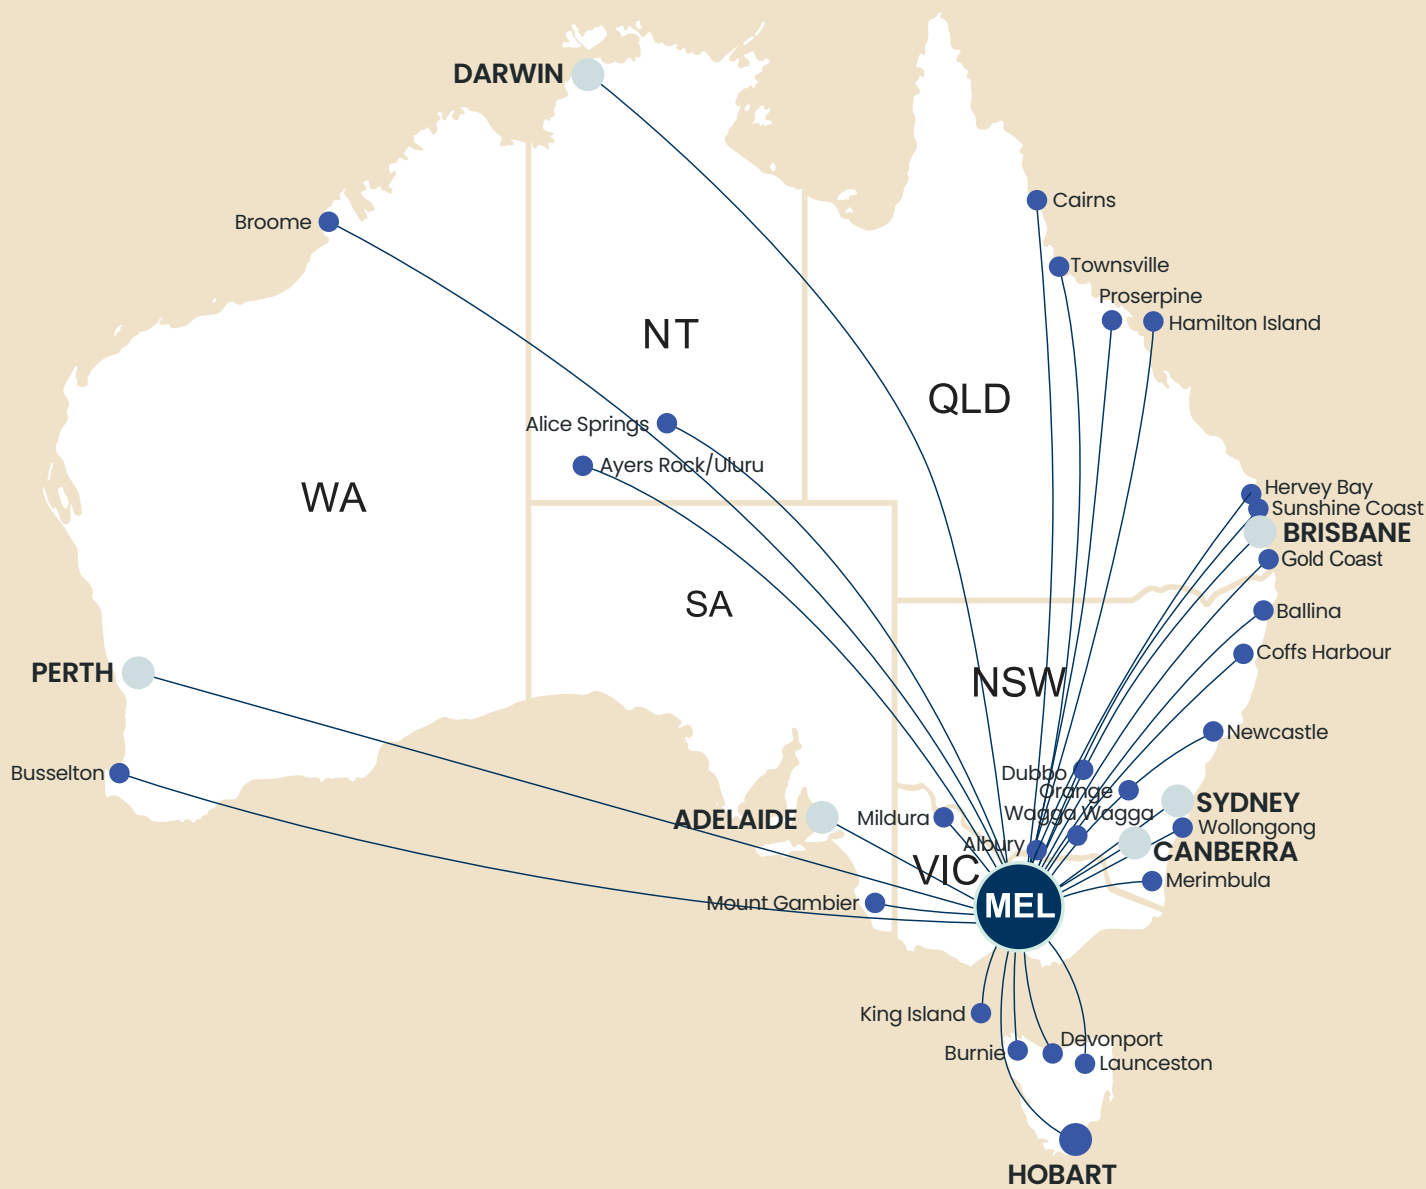 DARWIN
Cairns
Broome
Townsville
Proserpine
Hamilton Island
NT
QLD
Alice Springs
Ayers Rock/Uluru
WA
Hervey Bay
Sunshine Coast
BRISBANE
Gold Coast
SA
Ballina
Coffs Harbour
PERTH
NSW
Newcastle
Busselton
Dubbo
Orange
SYDNEY
ADELAIDE
Mildura
Wagga Wagga
Wollongong
Albury
CANBERRA
VIC
Merimbula
Mount Gambier
MEL
King Island
Devonport
Burnie
Launceston
HOBART